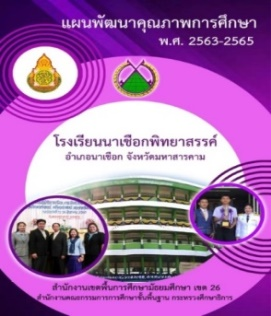 แผนพัฒนาคุณภาพการศึกษา
พ.ศ. 2563-2565
โรงเรียนนาเชือกพิทยาสรรค์
อำเภอนาเชือก จังหวัดมหาสารคาม
สำนักงานเขตพื้นการศึกษามัธยมศึกษา เขต 26
สำนักงานคณะกรรมการการศึกษาขั้นพื้นฐาน กระทรวงศึกษาธิการ